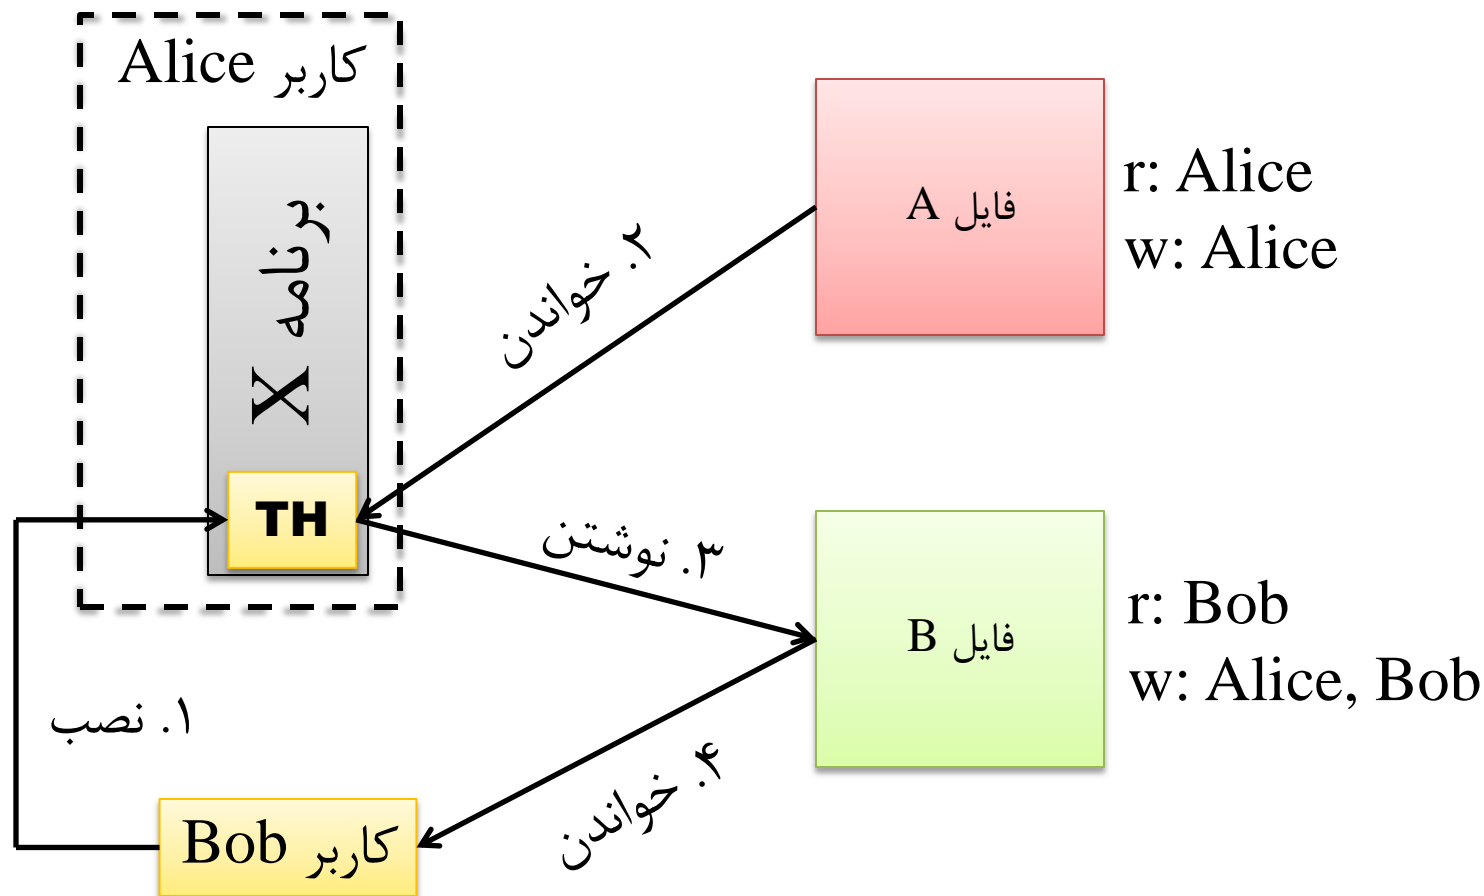 کاربر Alice
برنامه X
TH
۱. نصب
کاربر Bob
۲. خواندن
۳. نوشتن
۴. خواندن
فایل A
r: Alice
w: Alice
فایل B
r: Bob
w: Alice, Bob